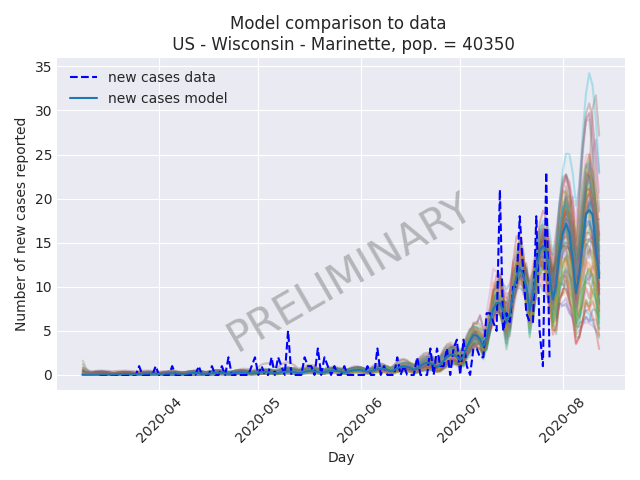 Model comparison to data
US - Wisconsin - Marinette, pop. = 40350
new cases data
new cases model
Number of new cases reported
35
30
25
20
15
10
5
0
PRELIMINARY
2020-04
2020-05
2020-06
2020-07
2020-08
Day